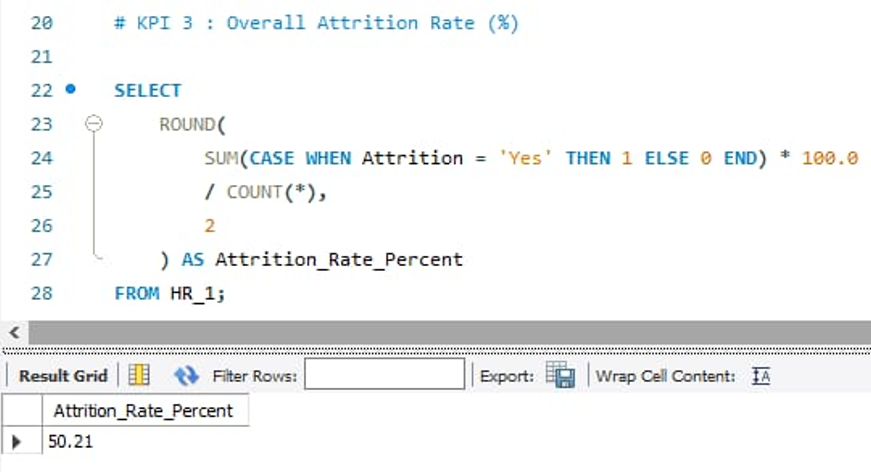 20 # KPI 3 : Overall Attrition Rate (%)
21
22 SELECT
23 ROUND(
24 SUM(CASE WHEN Attrition = 'Yes' THEN 1 ELSE 0 END) * 100.0
25 / COUNT(*),
26 2
27 ) AS Attrition_Rate_Percent
28 FROM HR_1;
Result Grid Filter Rows: Export: Wrap Cell Content: IA
Attrition_Rate_Percent
50.21